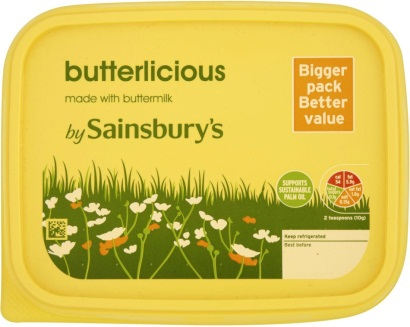 butterlicious
made with buttermilk
by Sainsbury's
Bigger
pack
Better
value
SUPPORTS
SUSTAINABLE
PALM OIL
2 teaspoons (10g)
Keep refrigerated
Best before